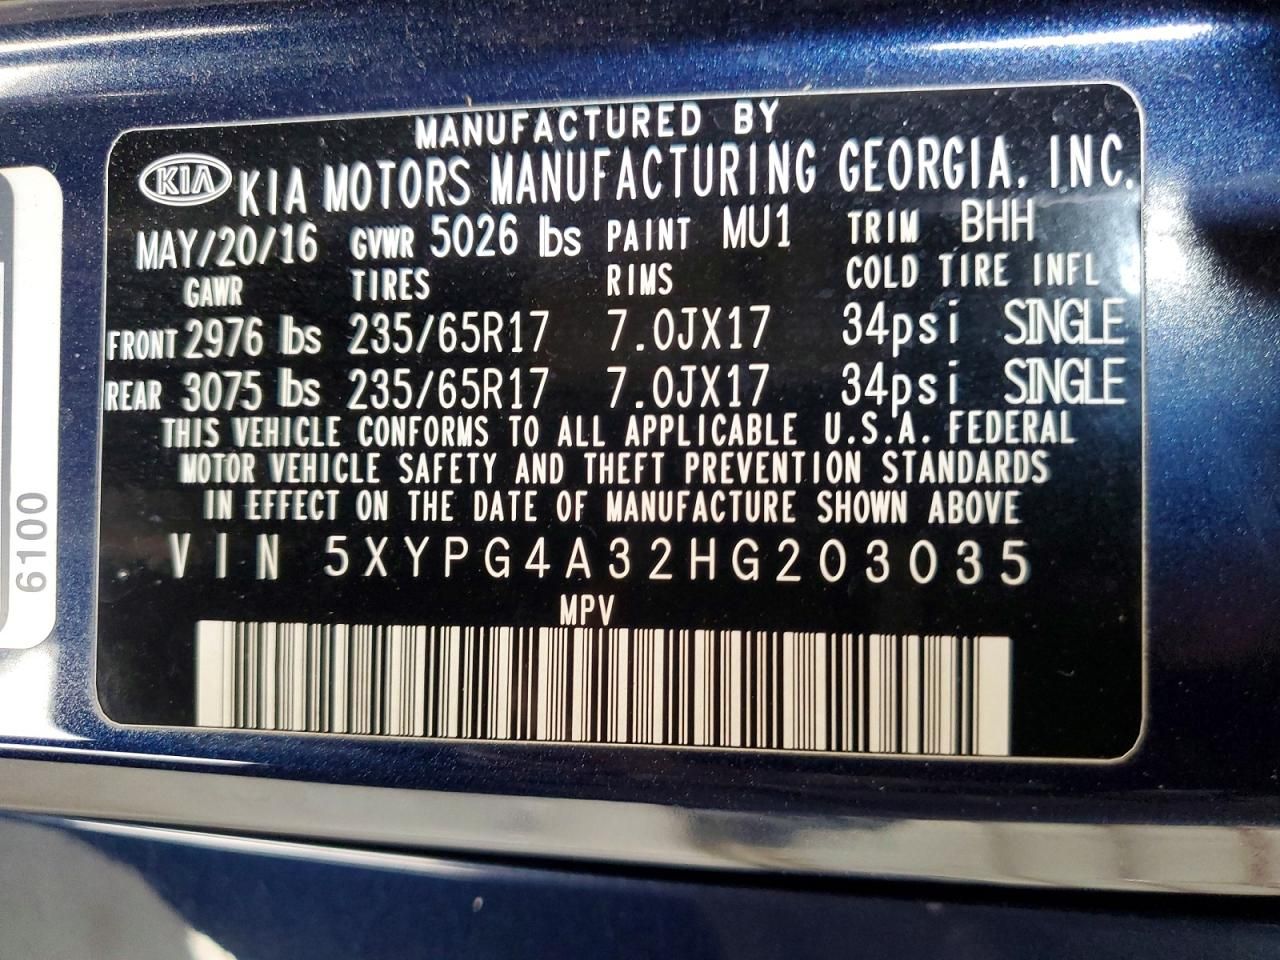 MANUFACTURED BY
KIA KIA MOTORS MANUFACTURING GEORGIA, INC.
MAY/20/16 GVWR 5026 lbs PAINT MU1 TRIM BHH
GAWR TIRES RIMS COLD TIRE INFL
FRONT 2976 lbs 235/65R17 7.0JX17 34psi SINGLE
REAR 3075 lbs 235/65R17 7.0JX17 34psi SINGLE
THIS VEHICLE CONFORMS TO ALL APPLICABLE U.S.A. FEDERAL
MOTOR VEHICLE SAFETY AND THEFT PREVENTION STANDARDS
IN EFFECT ON THE DATE OF MANUFACTURE SHOWN ABOVE
VIN 5XYPG4A32HG203035
MPV
6100